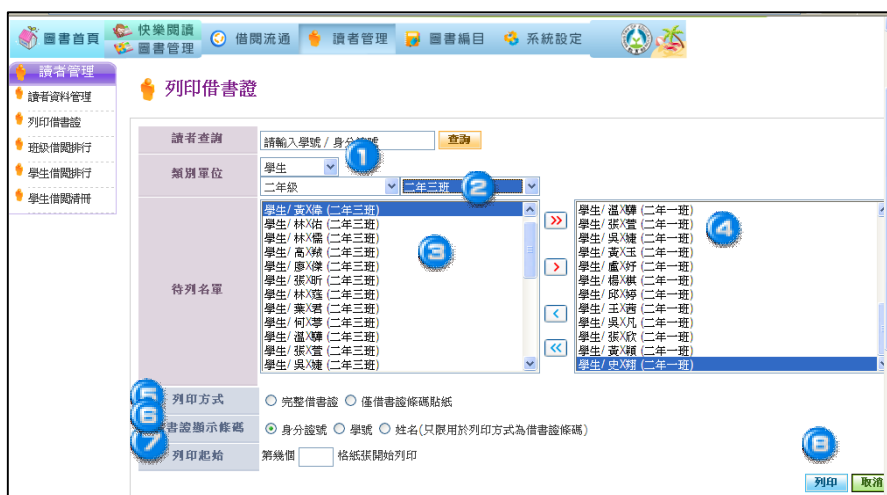 圖書首頁
快樂閱讀
圖書管理
借閱流通
讀者管理
圖書編目
系統設定
讀者管理
讀者資料管理
列印借書證
班級借閱排行
學生借閱排行
學生借閱清冊
列印借書證
讀者查詢 請輸入學號 / 身分證號 查詢
1
類別單位 學生
二年級 二年三班 2
待列名單
學生/ 黃X偉 (二年三班)
學生/ 林X佑 (二年三班)
學生/ 林X儒 (二年三班)
學生/ 高X (二年三班)
學生/ 廖X傑 (二年三班)
學生/ 張X昕 (二年三班)
學生/ 林X (二年三班)
學生/ 葉X君 (二年三班)
學生/ 何X夢 (二年三班)
學生/ 溫X驊 (二年三班)
學生/ 張X萱 (二年三班)
學生/ 吳X婕 (二年三班)
3
>>
>
<
<<
學生/ 溫X驊 (二年一班)
學生/ 張X萱 (二年一班)
學生/ 吳X婕 (二年一班)
學生/ 黃X玉 (二年一班)
學生/ 盧X妤 (二年一班)
學生/ 楊X棋 (二年一班)
學生/ 邱X婷 (二年一班)
學生/ 王X茜 (二年一班)
學生/ 吳X凡 (二年一班)
學生/ 張X欣 (二年一班)
學生/ 黃X穎 (二年一班)
學生/ 史X翔 (二年一班)
4
5 列印方式 完整借書證 僅借書證條碼貼紙
6 書證顯示條碼 身分證號 學號 姓名(只限用於列印方式為借書證條碼)
7 列印起始 第幾個 格紙張開始列印
8
列印 取消